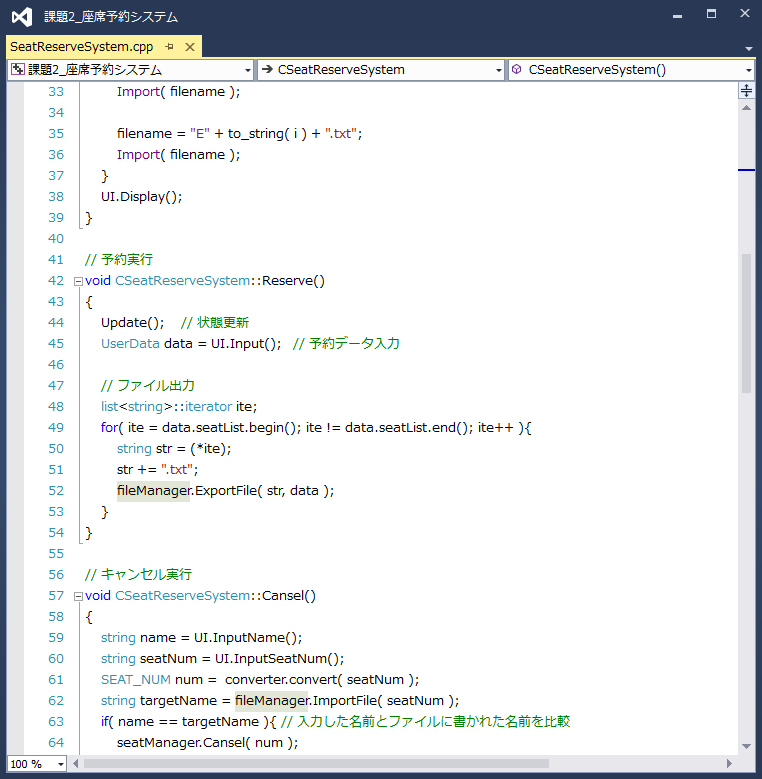 課題2_座席予約システム
SeatReserveSystem.cpp
課題2_座席予約システム CSeatReserveSystem CSeatReserveSystem()
33 Import( filename );
34
35 filename = "E" + to_string( i ) + ".txt";
36 Import( filename );
37 }
38 UI.Display();
39 }
40
41 // 予約実行
42 void CSeatReserveSystem::Reserve()
43 {
44 Update(); // 状態更新
45 UserData data = UI.Input(); // 予約データ入力
46
47 // ファイル出力
48 list<string>::iterator ite;
49 for( ite = data.seatList.begin(); ite != data.seatList.end(); ite++ ){
50 string str = (*ite);
51 str += ".txt";
52 fileManager.ExportFile( str, data );
53 }
54 }
55
56 // キャンセル実行
57 void CSeatReserveSystem::Cansel()
58 {
59 string name = UI.InputName();
60 string seatNum = UI.InputSeatNum();
61 SEAT_NUM num = converter.convert( seatNum );
62 string targetName = fileManager.ImportFile( seatNum );
63 if( name == targetName ){ // 入力した名前とファイルに書かれた名前を比較
64 seatManager.Cansel( num );
100 %